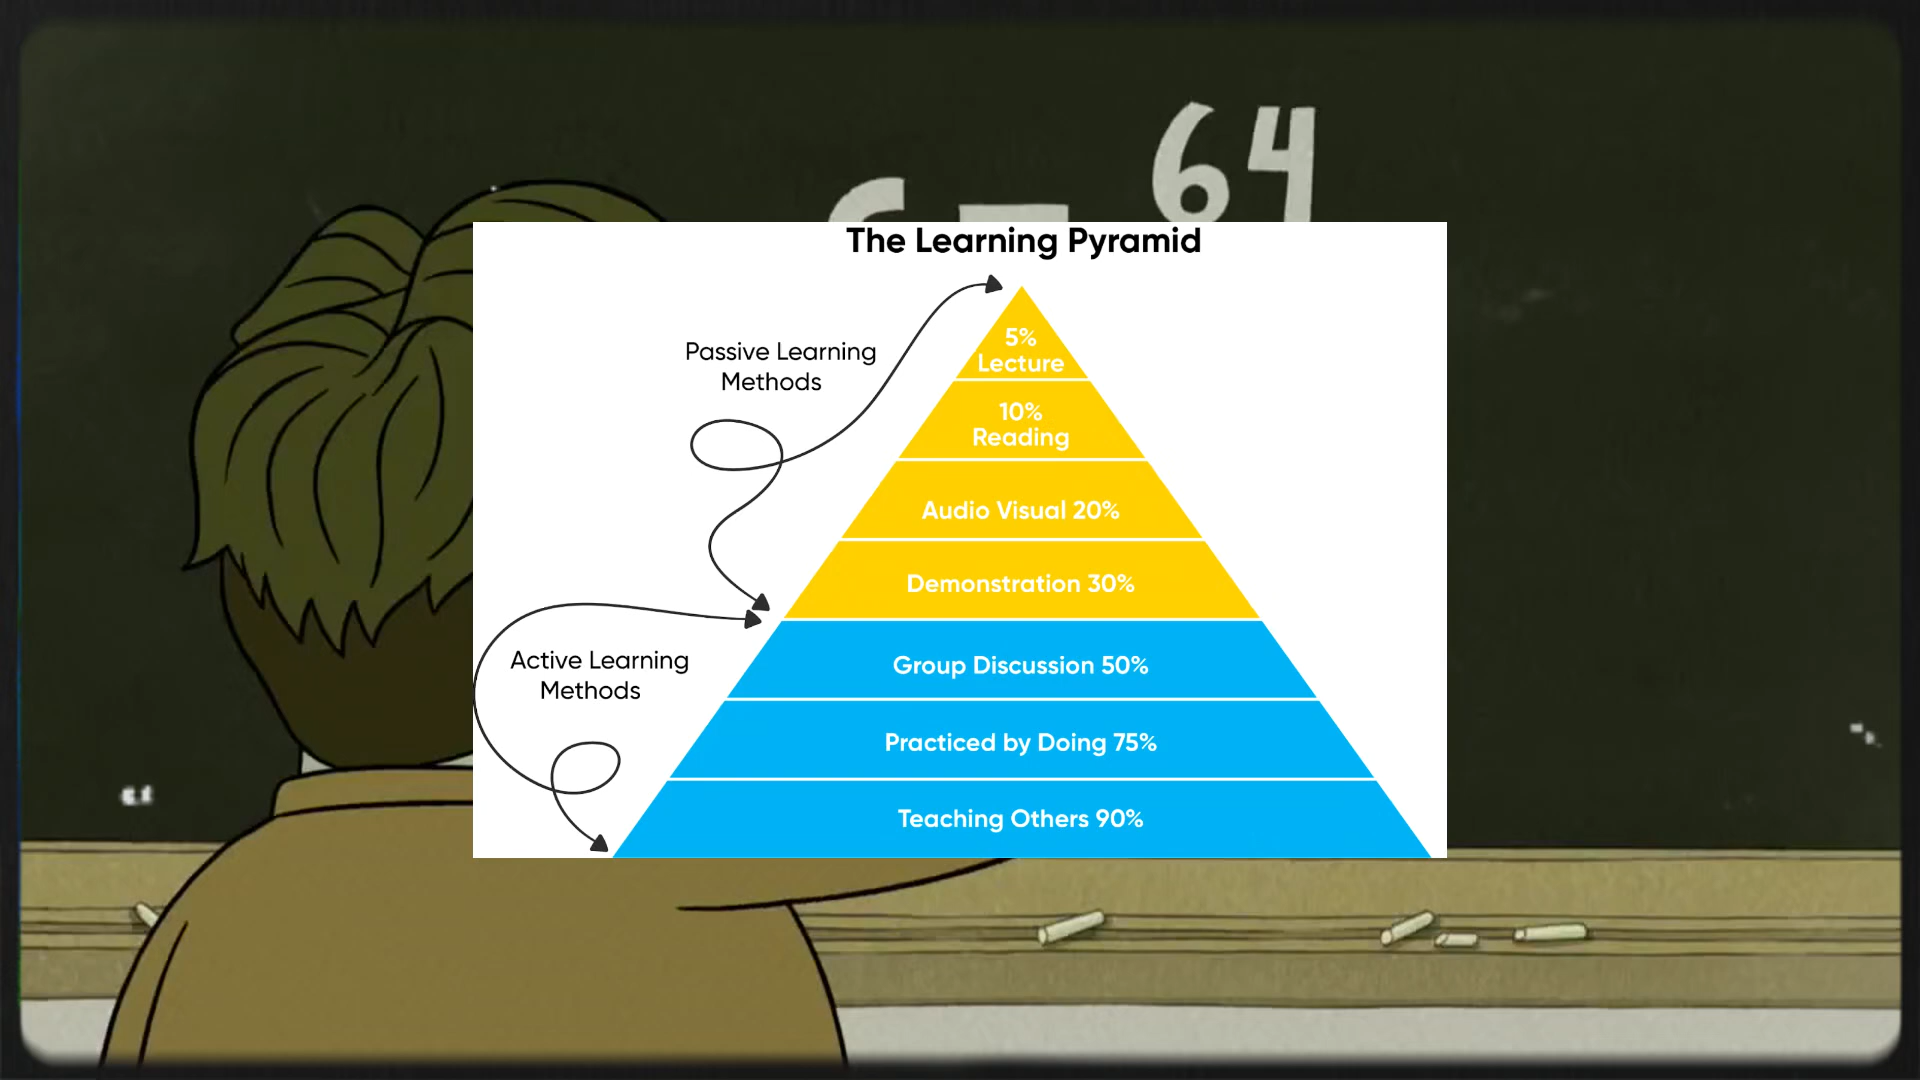 64
The Learning Pyramid
5%
Lecture
Passive Learning
Methods
10%
Reading
Audio Visual 20%
Demonstration 30%
Active Learning
Methods
Group Discussion 50%
Practiced by Doing 75%
Teaching Others 90%